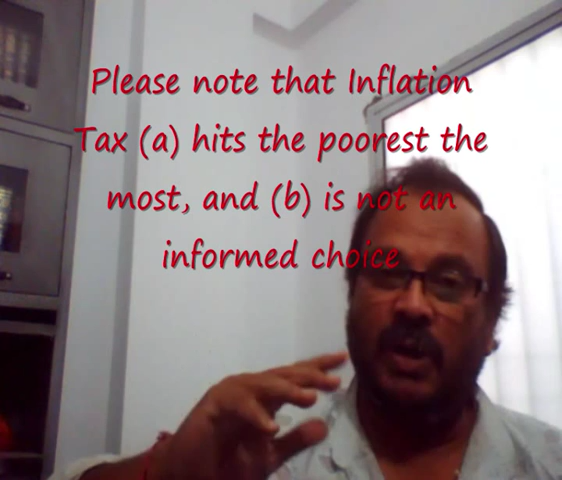 Please note that Inflation
Tax (a) hits the poorest the
most, and (b) is not an
informed choice